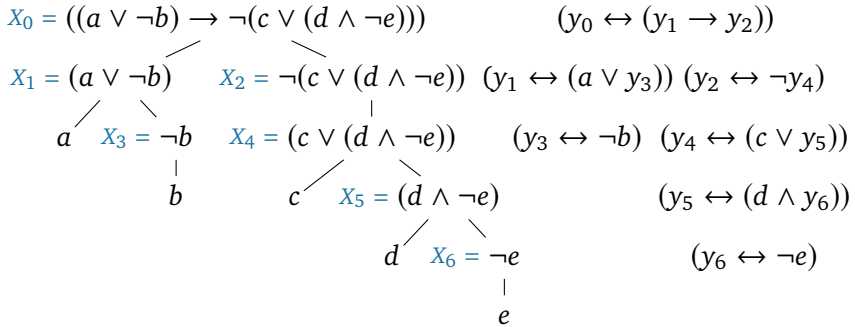 X₀ = ((a ∨ ¬b) → ¬(c ∨ (d ∧ ¬e))) (y₀ ↔ (y₁ → y₂))
X₁ = (a ∨ ¬b) X₂ = ¬(c ∨ (d ∧ ¬e)) (y₁ ↔ (a ∨ y₃)) (y₂ ↔ ¬y₄)
a X₃ = ¬b X₄ = (c ∨ (d ∧ ¬e)) (y₃ ↔ ¬b) (y₄ ↔ (c ∨ y₅))
b c X₅ = (d ∧ ¬e) (y₅ ↔ (d ∧ y₆))
d X₆ = ¬e (y₆ ↔ ¬e)
e